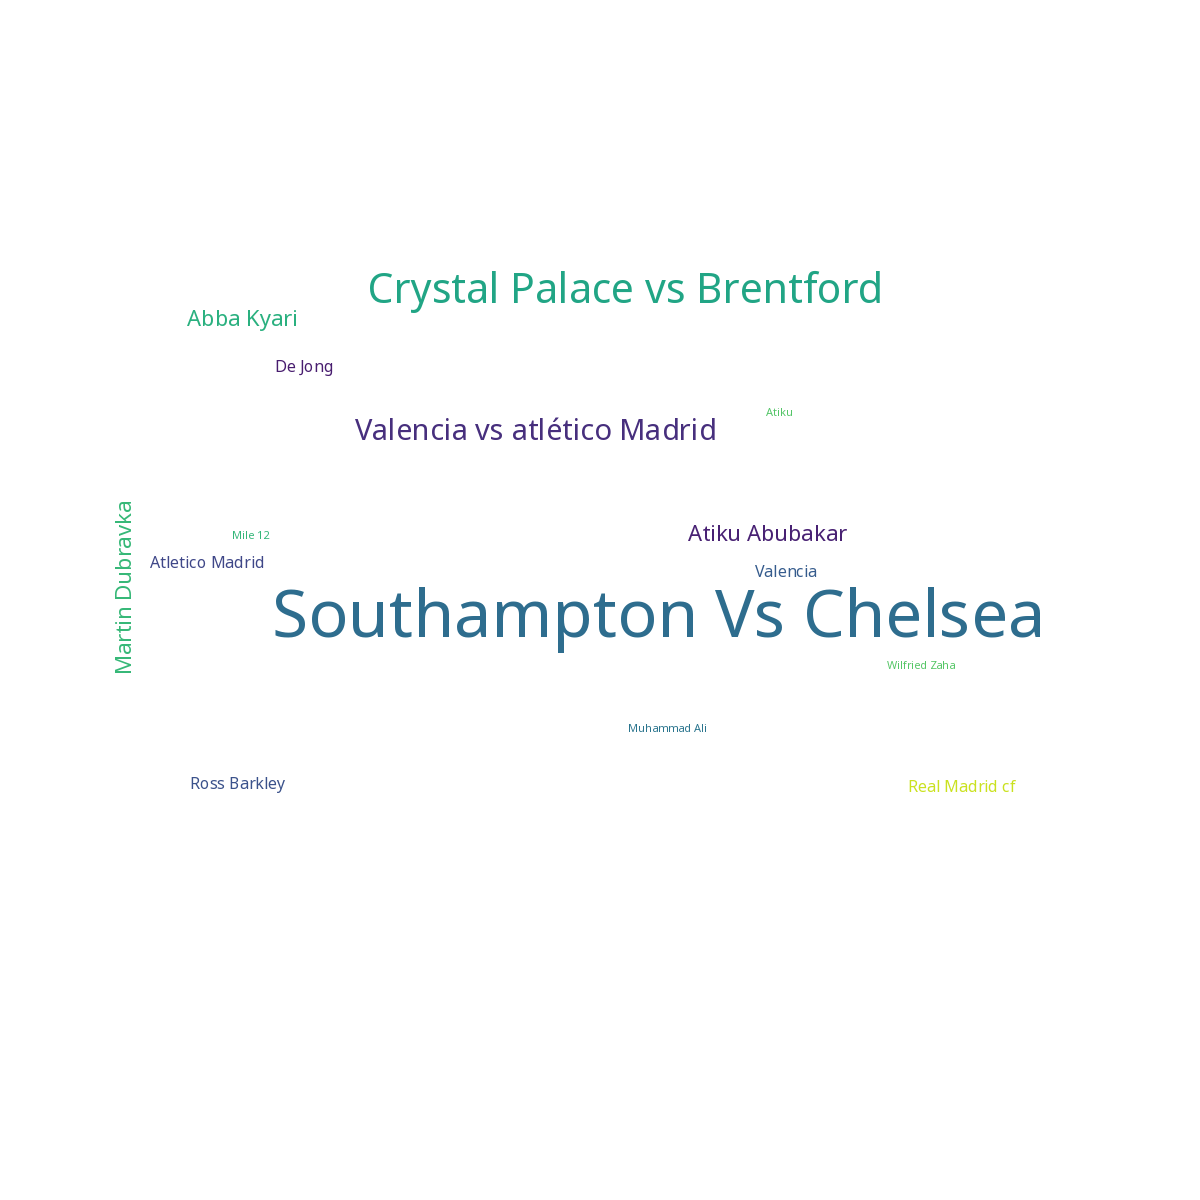 Crystal Palace vs Brentford
Abba Kyari
De Jong
Atiku
Valencia vs atlético Madrid
Martin Dubravka
Mile 12
Atiku Abubakar
Atletico Madrid
Valencia
Southampton Vs Chelsea
Wilfried Zaha
Muhammad Ali
Ross Barkley
Real Madrid cf